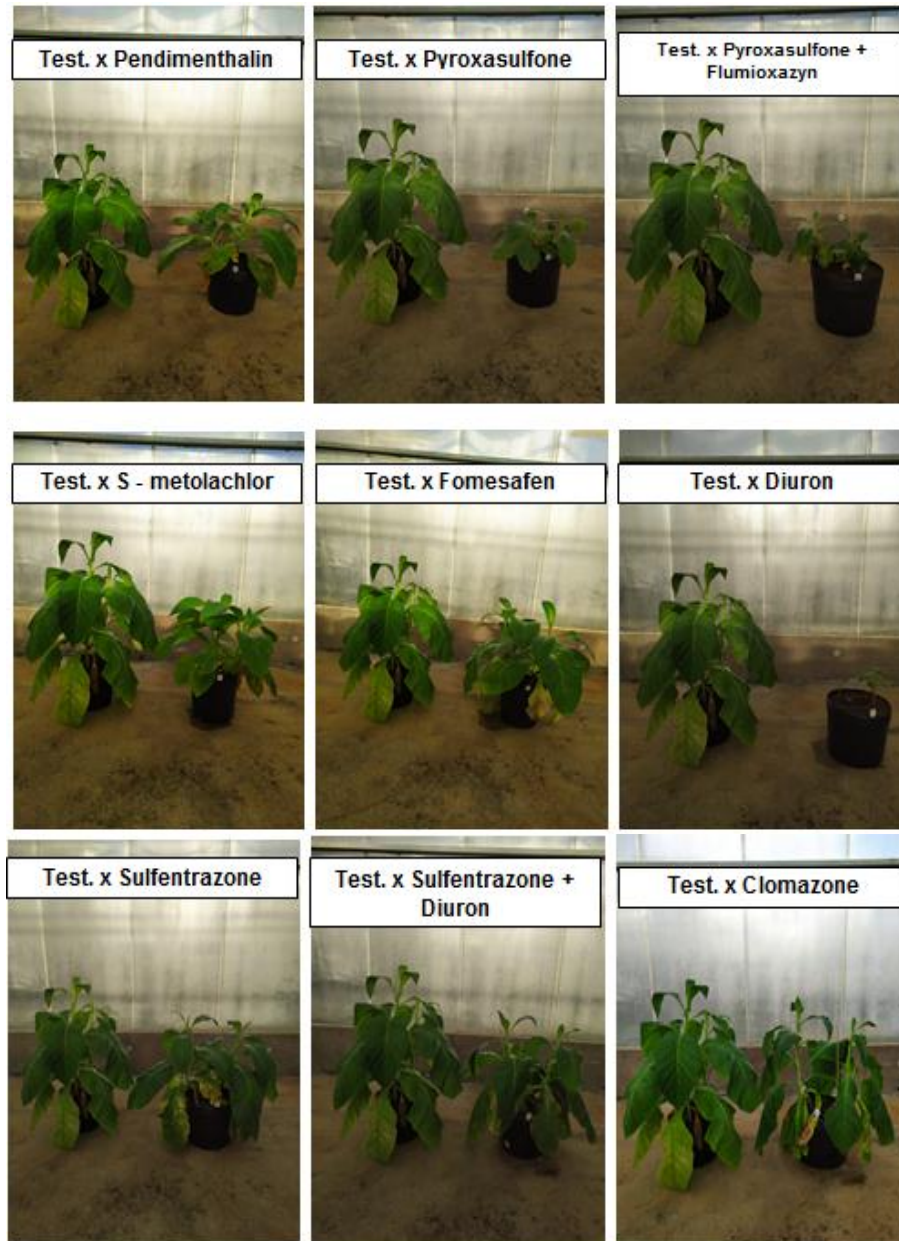 Test. x Pendimenthalin
Test. x Pyroxasulfone
Test. x Pyroxasulfone +
Flumioxazyn
Test. x S - metolachlor
Test. x Fomesafen
Test. x Diuron
Test. x Sulfentrazone
Test. x Sulfentrazone +
Diuron
Test. x Clomazone